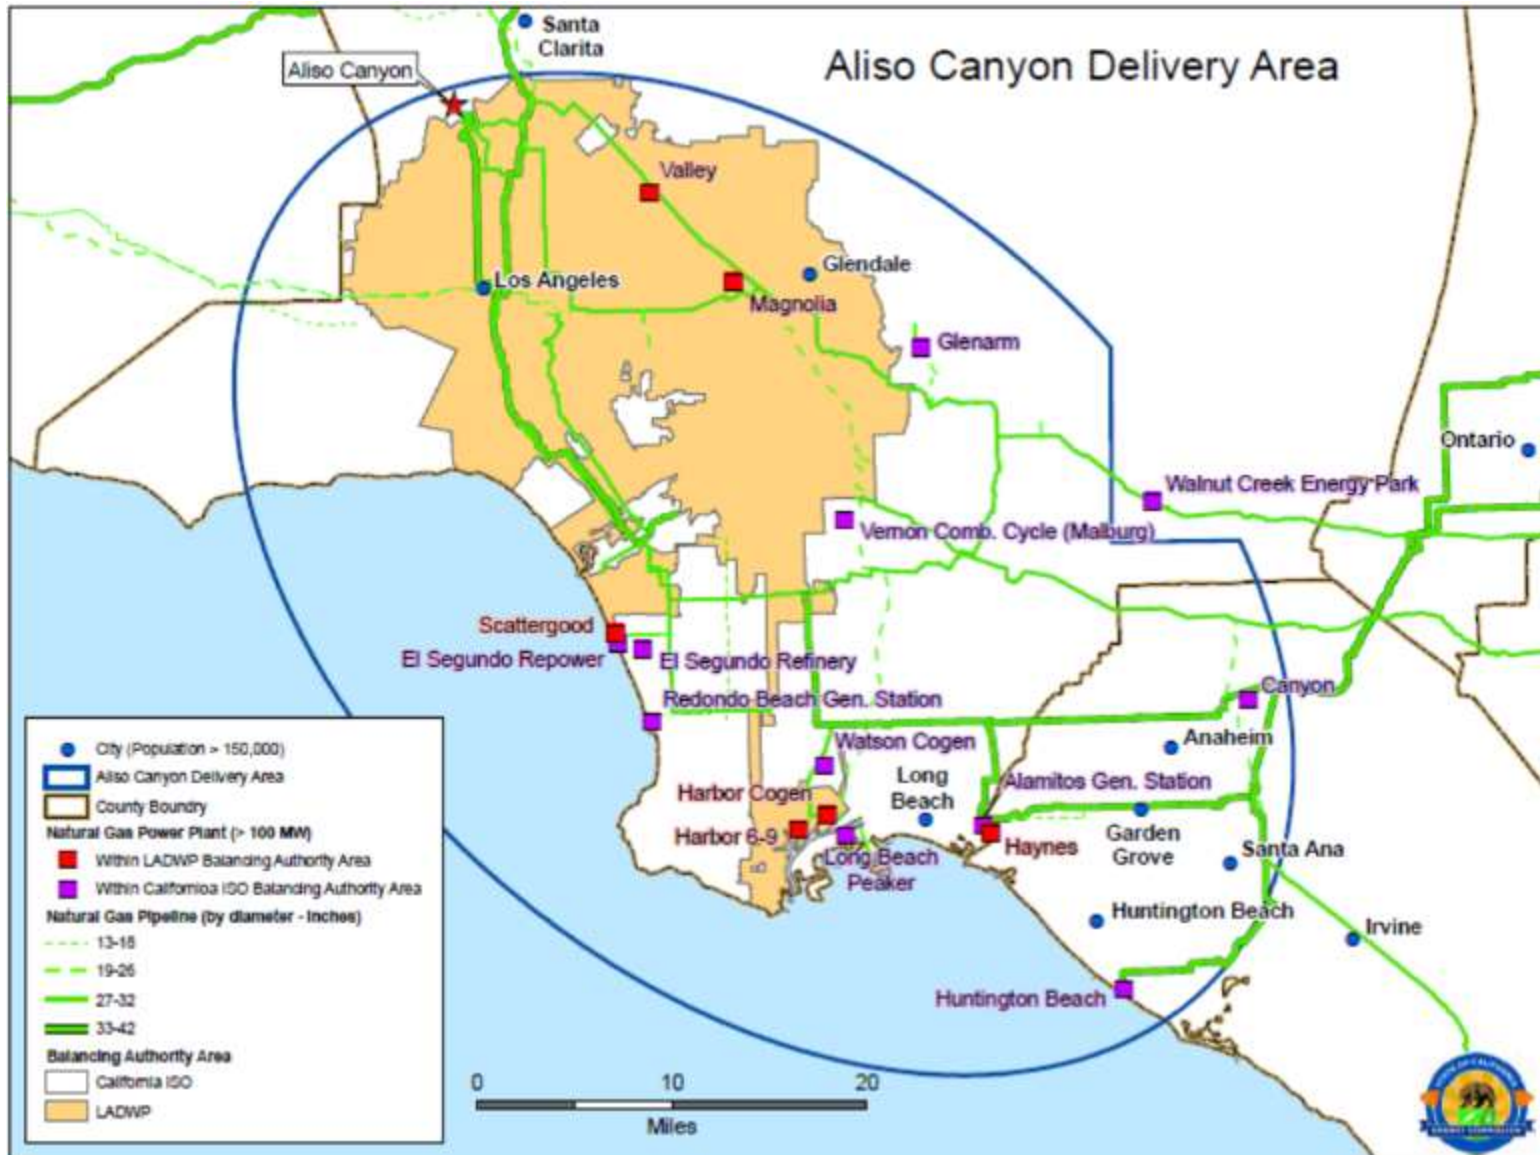 Santa
Clarita
Aliso Canyon Delivery Area
Aliso Canyon
Valley
Los Angeles
Glendale
Magnolia
Glenarm
Ontario
Walnut Creek Energy Park
Vernon Comb. Cycle (Malburg)
Scattergood
El Segundo Repower
El Segundo Refinery
Redondo Beach Gen. Station
Canyon
Anaheim
Watson Cogen
Long
Beach
Alamitos Gen. Station
Harbor Cogen
Harbor 6-9
Long Beach
Peaker
Haynes
Garden
Grove
Santa Ana
Huntington Beach
Irvine
Huntington Beach
City (Population > 150,000)
Aliso Canyon Delivery Area
County Boundry
Natural Gas Power Plant (> 100 MW)
Within LADWP Balancing Authority Area
Within Califormioa ISO Balancing Authority Area
Natural Gas Pipeline (by diameter - Inches)
13-18
19-26
27-32
33-42
Balancing Authority Area
California ISO
LADWP
0 10 20
Miles